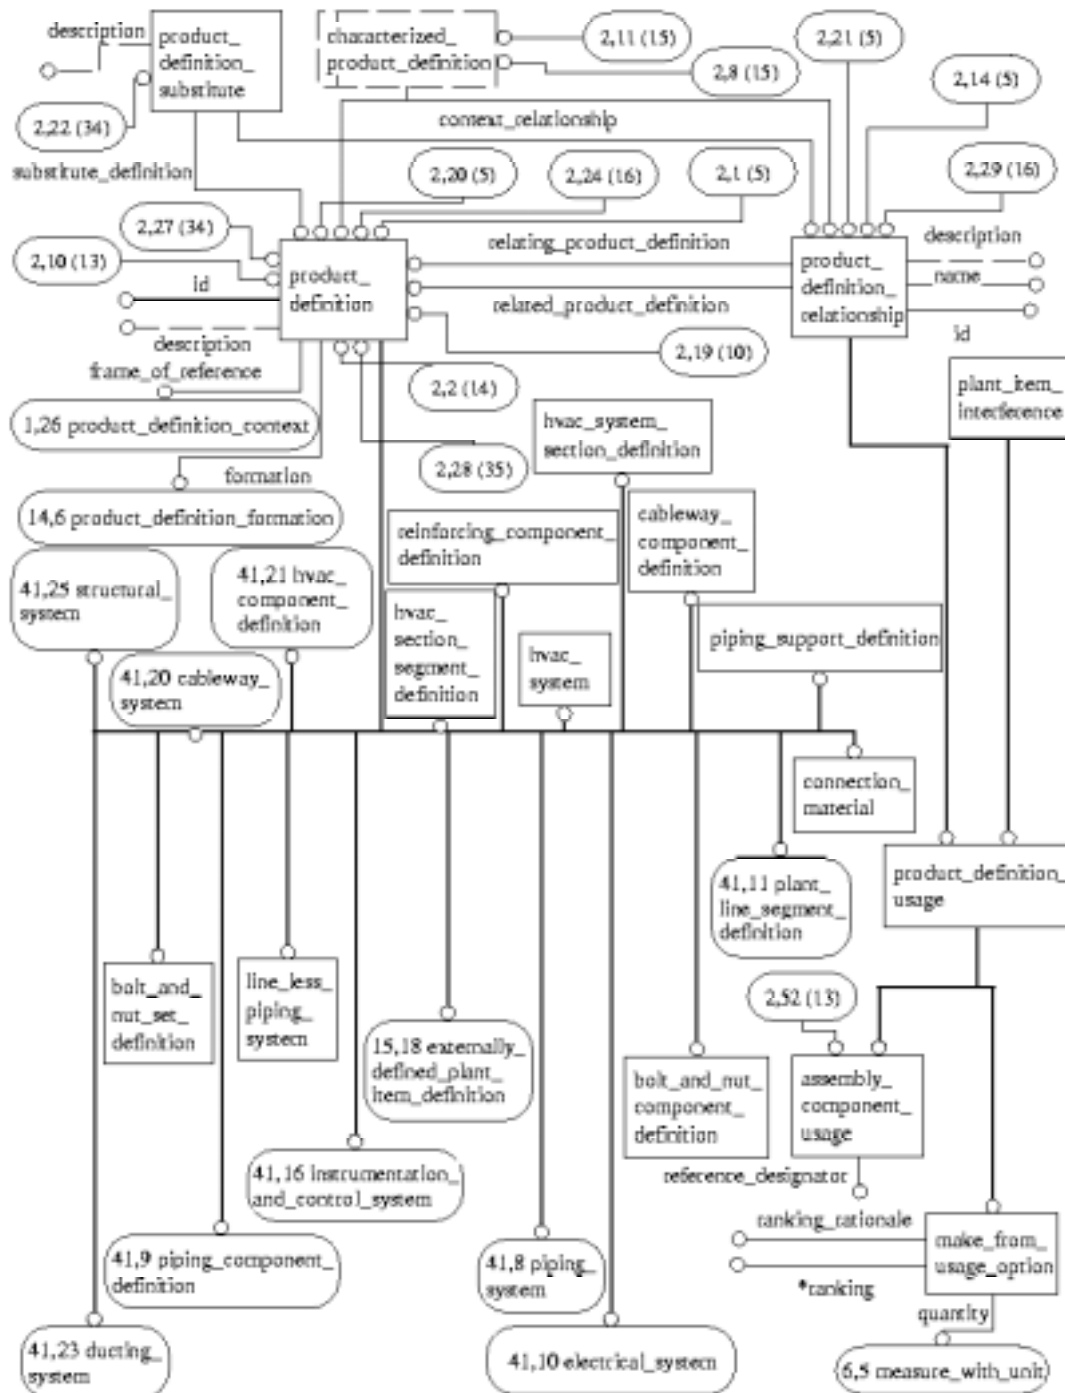 description
product_
definition_
substitute
characterized_
product_definition
2,11 (15)
2,8 (15)
2,21 (5)
2,14 (5)
2,22 (34)
context_relationship
substitute_definition
2,20 (5)
2,24 (16)
2,1 (5)
2,29 (16)
2,27 (34)
2,10 (13)
id
product_
definition
relating_product_definition
related_product_definition
product_
definition_
relationship
description
name
id
description
frame_of_reference
2,19 (10)
2,2 (14)
1,26 product_definition_context
plant_item_
interference
hvac_system_
section_definition
2,28 (35)
formation
14,6 product_definition_formation
reinforcing_component_
definition
cableway_
component_
definition
41,25 structural_
system
41,21 hvac_
component_
definition
hvac_
section_
segment_
definition
hvac_
system
piping_support_definition
41,20 cableway_
system
connection_
material
41,11 plant_
line_segment_
definition
product_definition_
usage
bolt_and_
nut_set_
definition
line_less_
piping_
system
2,52 (13)
15,18 externally_
defined_plant_
item_definition
bolt_and_nut_
component_
definition
assembly_
component_
usage
41,16 instrumentation_
and_control_system
reference_designator
ranking_rationale
41,9 piping_component_
definition
41,8 piping_
system
make_from_
usage_option
*ranking
quantity
41,23 ducting_
system
41,10 electrical_system
6,5 measure_with_unit